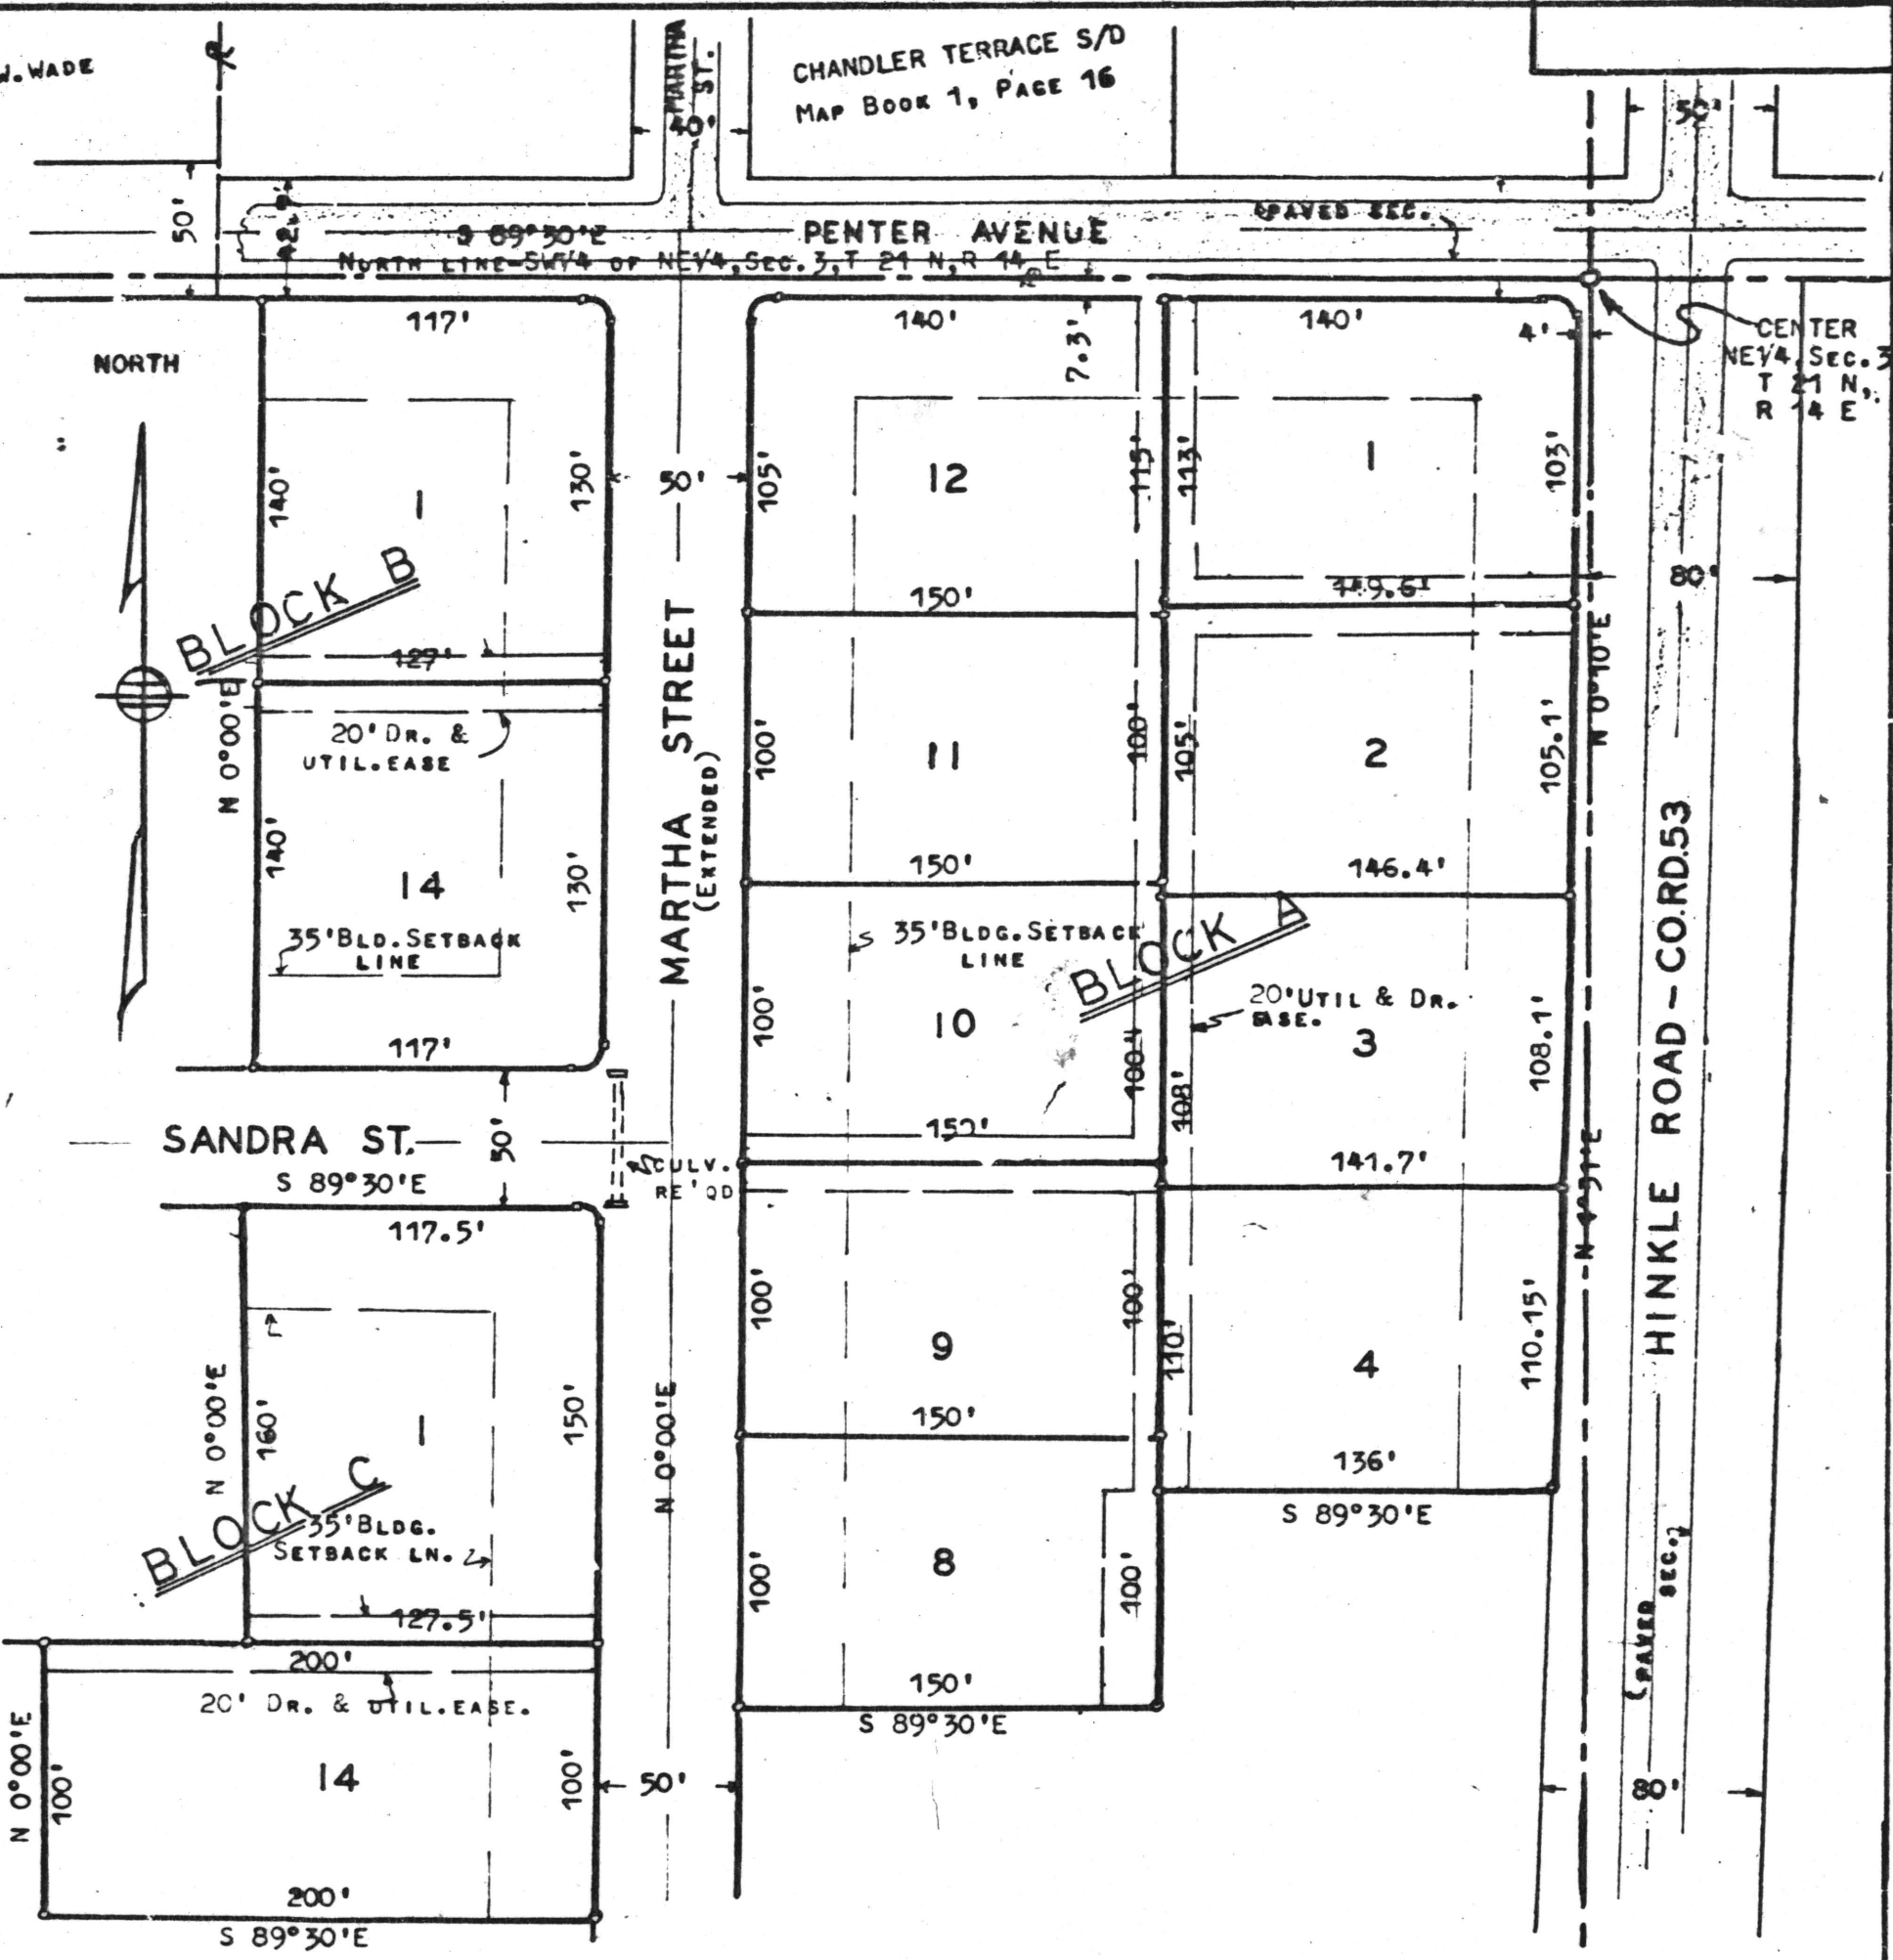 W. WADE
MARTHA
ST.
CHANDLER TERRACE S/D
MAP BOOK 1, PAGE 16
40'
50'
50'
PAVED SEC.
S 89°30'E
PENTER AVENUE
NORTH LINE-SW1/4 OF NE1/4, SEC. 3, T 21 N, R 14 E
117'
140'
140'
7.3'
4'
CENTER
NE1/4, SEC. 3
T 21 N,
R 14 E
NORTH
140'
1
130'
50'
105'
12
115'
113'
1
103'
BLOCK B
127'
150'
149.6'
80'
N 0°10'E
N 0°00'E
20' DR. &
UTIL. EASE
140'
14
130'
35' BLD. SETBACK
LINE
117'
MARTHA STREET
(EXTENDED)
100'
11
100'
105'
2
105.1'
150'
146.4'
35' BLDG. SETBACK
LINE
BLOCK A
100'
10
100'
20' UTIL & DR.
EASE.
3
108'
108.1'
150'
141.7'
HINKLE ROAD-CO.RD.53
SANDRA ST.
50'
S 89°30'E
CULV.
RE'QD
117.5'
N 0°00'E
160'
1
150'
N 0°00'E
100'
9
100'
110'
4
110.15'
150'
136'
S 89°30'E
BLOCK C
35' BLDG.
SETBACK LN.
127.5'
100'
8
100'
(PAVED SEC.)
200'
20' DR. & UTIL. EASE.
150'
S 89°30'E
N 0°00'E
100'
14
100'
50'
80'
200'
S 89°30'E